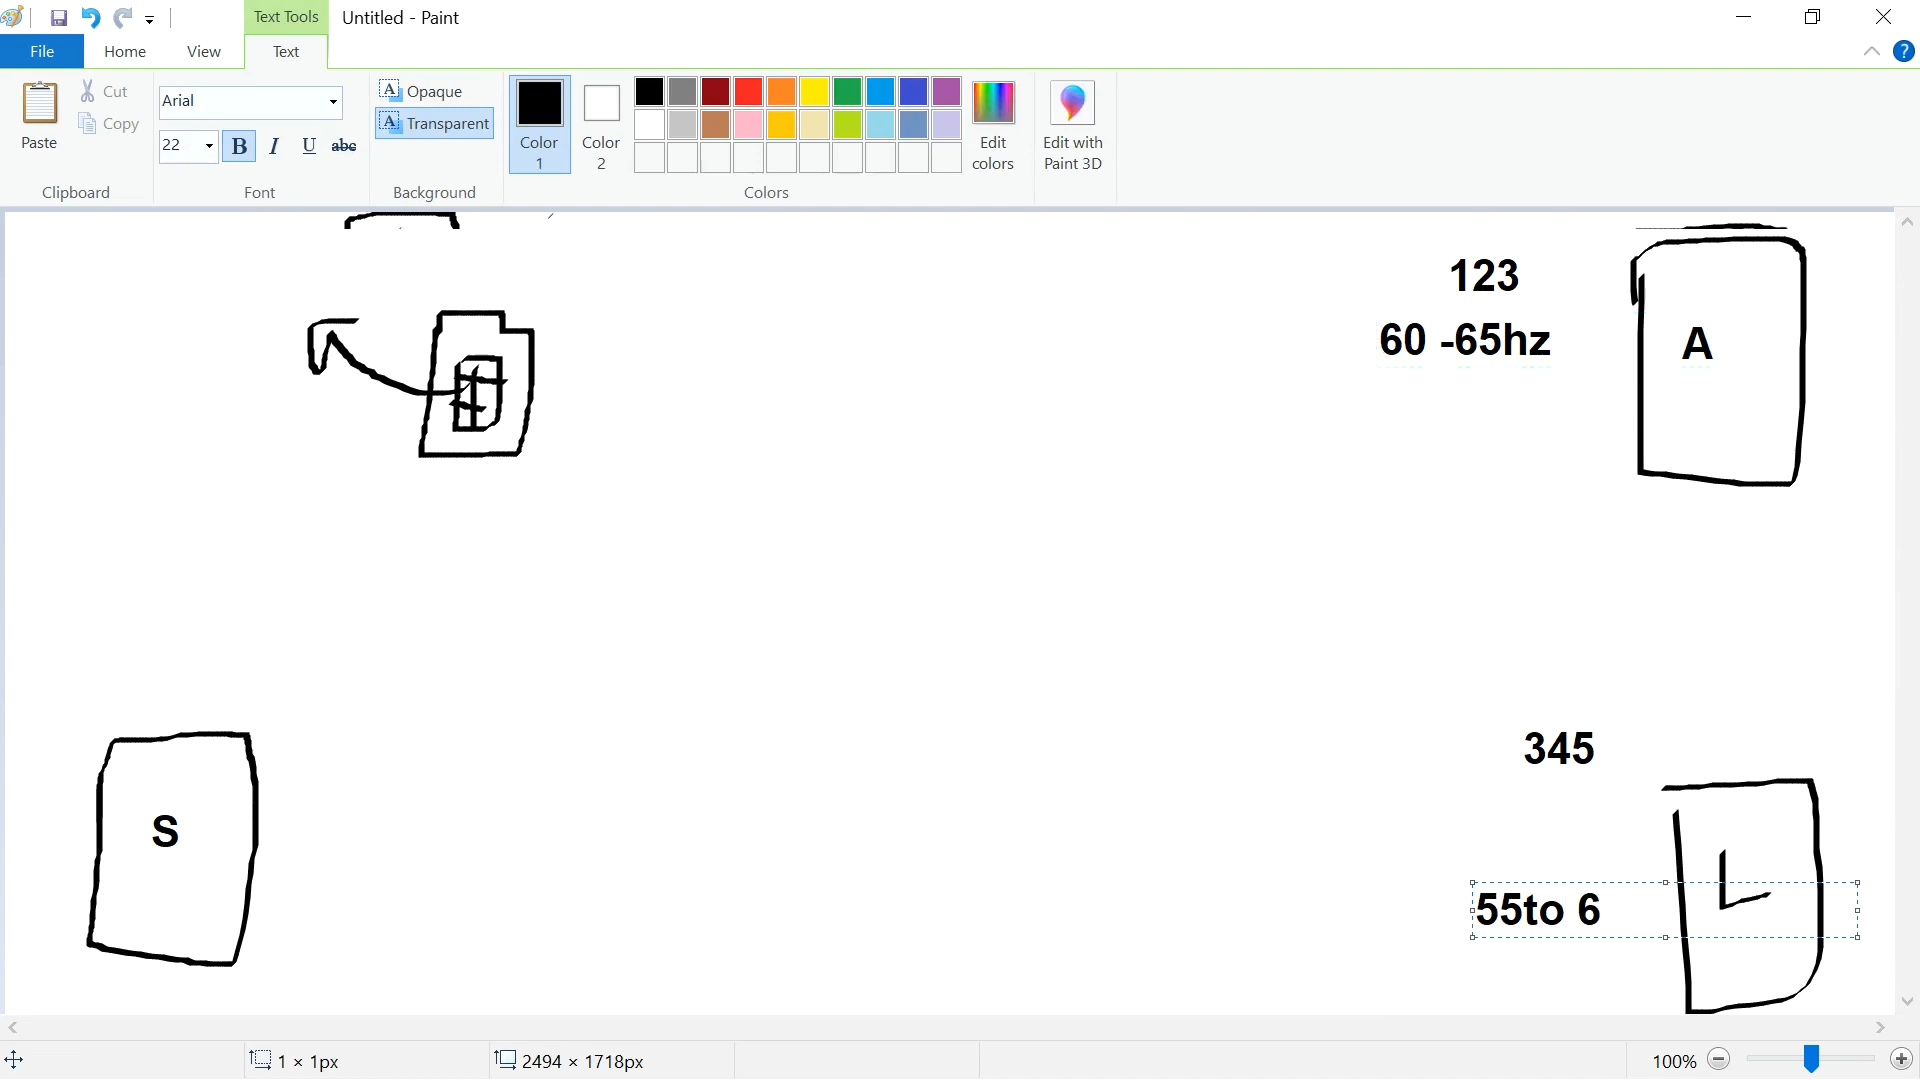 Text Tools
Untitled - Paint
File
Home
View
Text
Paste
Cut
Copy
Clipboard
Arial
22
B
I
U
abc
Font
A Opaque
A Transparent
Background
Color 1
Color 2
Edit colors
Colors
Edit with Paint 3D
?
123
60 -65hz
A
S
345
L
55to 6
1 × 1px
2494 × 1718px
100%